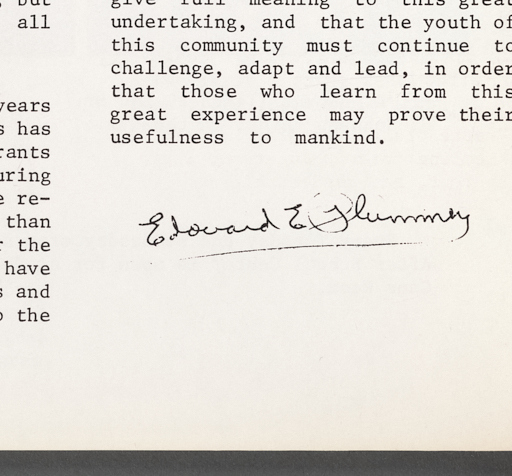 , but
all
years
s has
rants
uring
e re-
than
r the
have
s and
o the
give full meaning to this great
undertaking, and that the youth of
this community must continue to
challenge, adapt and lead, in order
that those who learn from this
great experience may prove their
usefulness to mankind.
Edouard E. Plummer